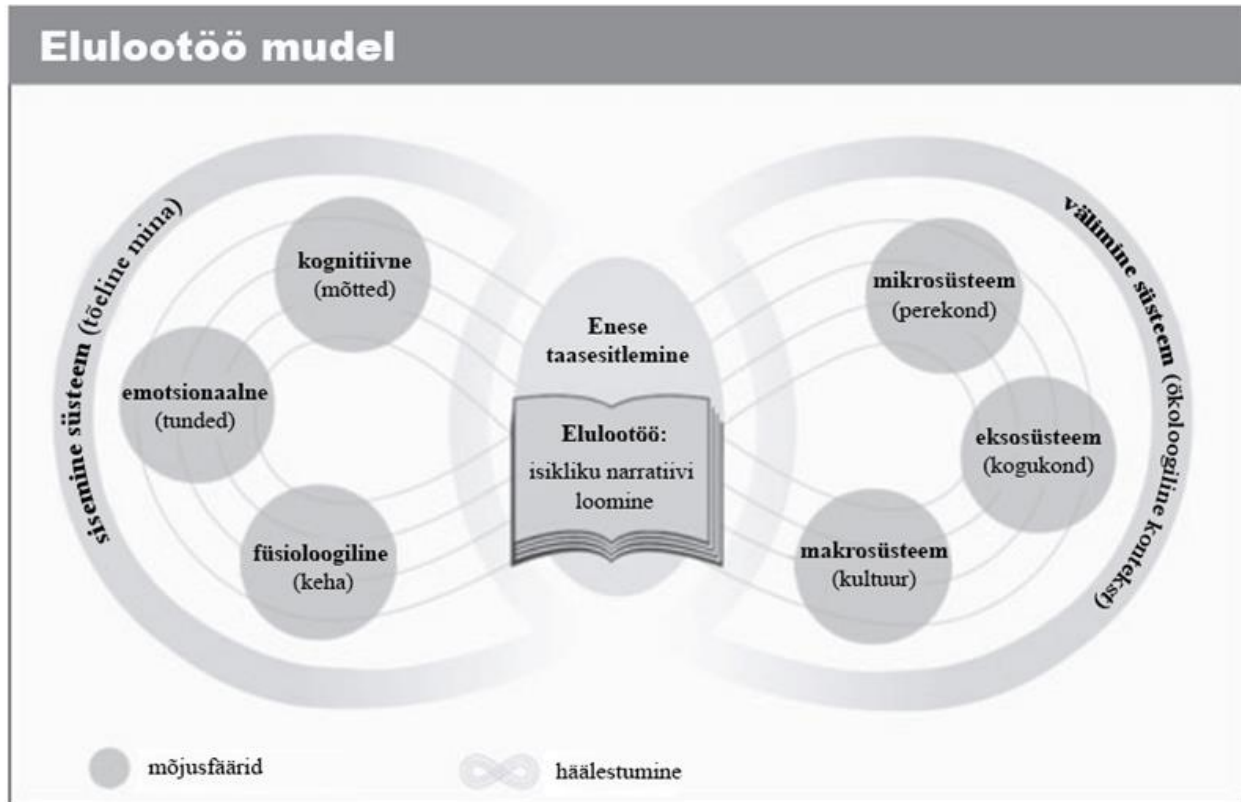 Elulootöö mudel
sisemine süsteem (tõeline mina)
kognitiivne
(mõtted)
emotsionaalne
(tunded)
füsioloogiline
(keha)
Enese
taasesitlemine
Elulootöö:
isikliku narratiivi
loomine
mikrosüsteem
(perekond)
eksosüsteem
(kogukond)
makrosüsteem
(kultuur)
välimine süsteem (ökoloogiline kontekst)
mõjusfäärid
häälestumine